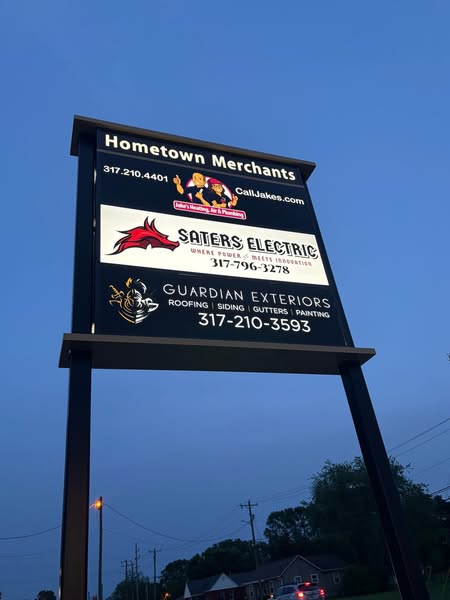 Hometown Merchants
317.210.4401
CallJakes.com
Jake's Heating, Air & Plumbing
SATERS ELECTRIC
WHERE POWER MEETS INNOVATION
317-796-3278
GUARDIAN EXTERIORS
ROOFING | SIDING | GUTTERS | PAINTING
317-210-3593